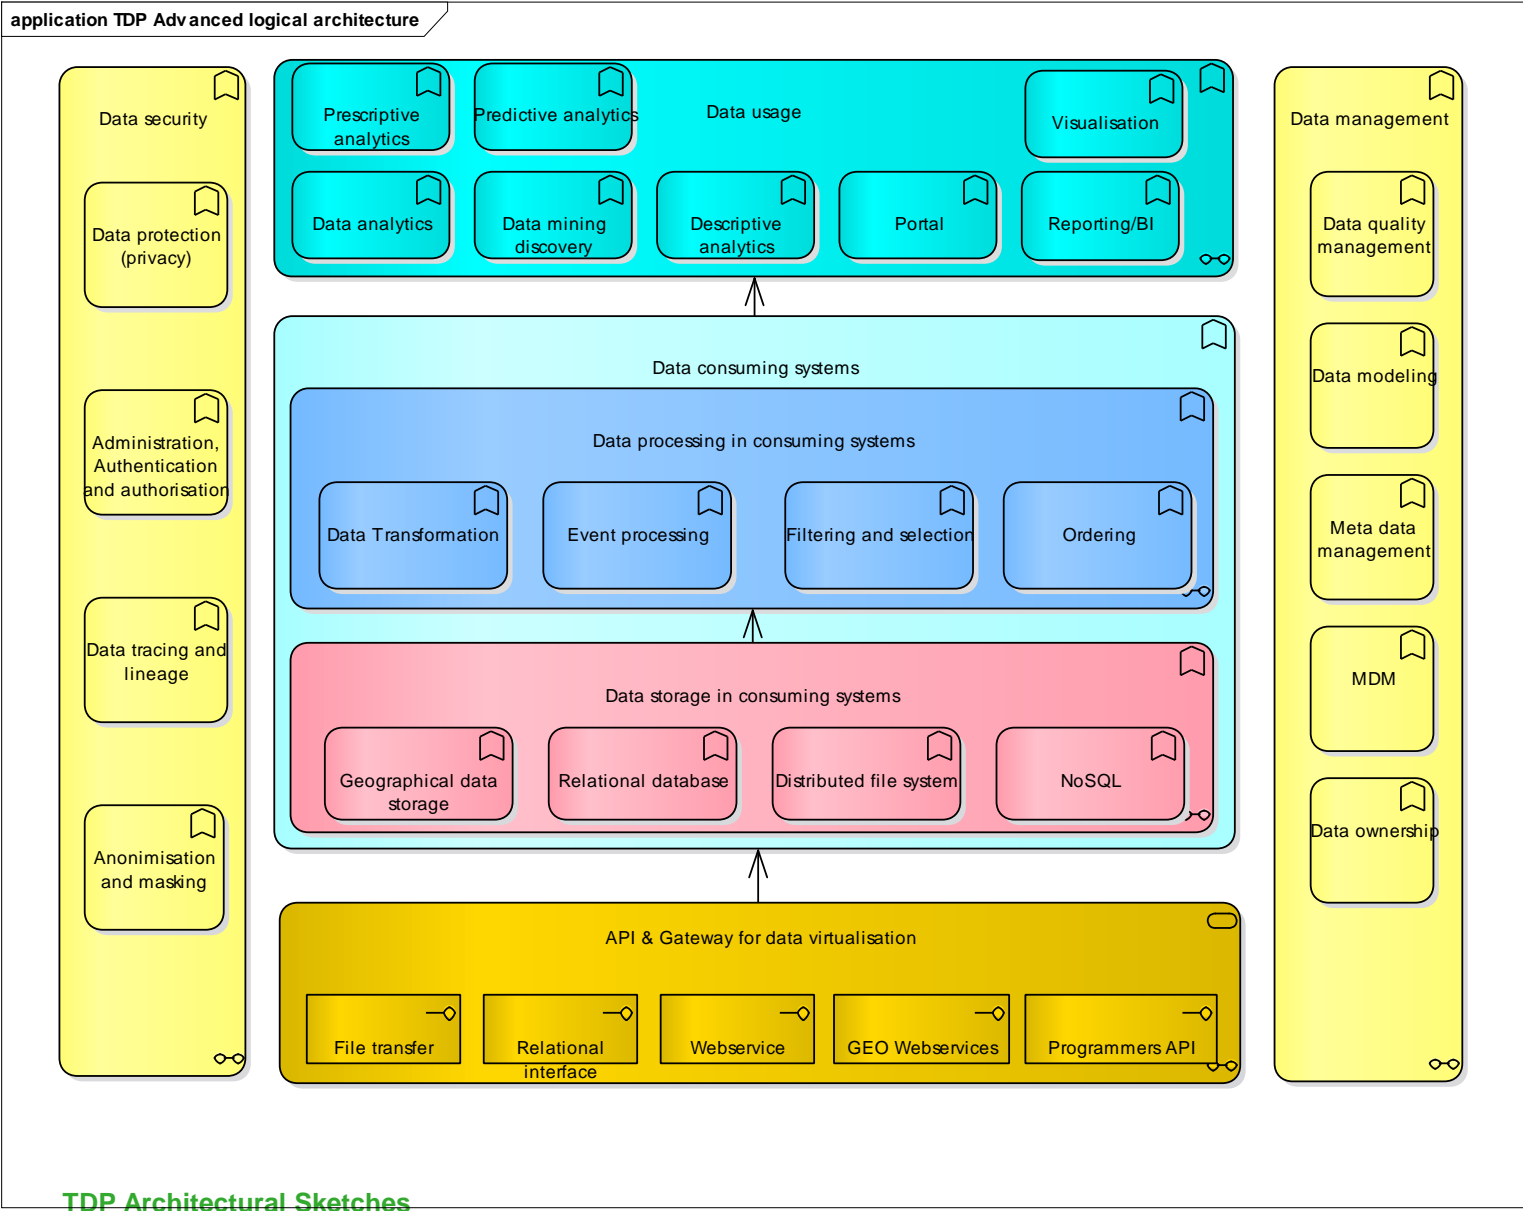 application TDP Advanced logical architecture
Data security
Data protection
(privacy)
Administration,
Authentication
and authorisation
Data tracing and
lineage
Anonimisation
and masking
Data usage
Prescriptive
analytics
Predictive analytics
Visualisation
Data analytics
Data mining
discovery
Descriptive
analytics
Portal
Reporting/BI
Data consuming systems
Data processing in consuming systems
Data Transformation
Event processing
Filtering and selection
Ordering
Data storage in consuming systems
Geographical data
storage
Relational database
Distributed file system
NoSQL
API & Gateway for data virtualisation
File transfer
Relational
interface
Webservice
GEO Webservices
Programmers API
Data management
Data quality
management
Data modeling
Meta data
management
MDM
Data ownership
TDP Architectural Sketches